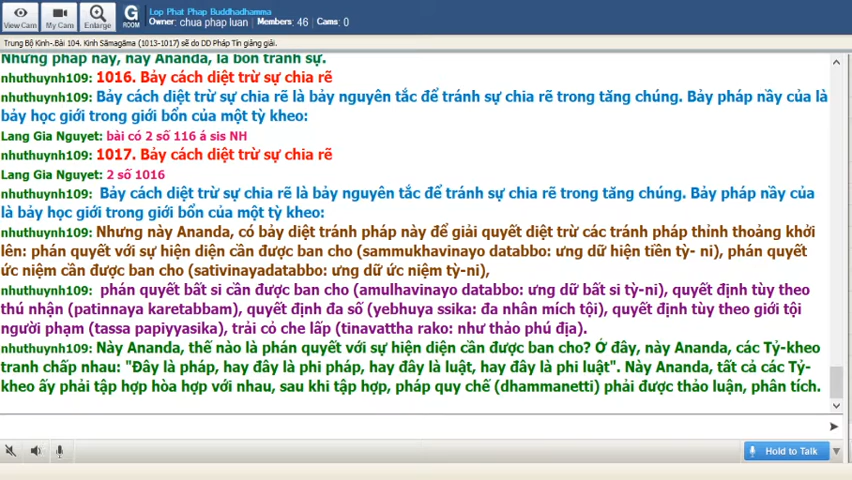 View Cam
My Cam
Enlarge
G
ROOM
Lop Phat Phap Buddhadhamma
Owner: chua phap luan Members: 46 Cams: 0
Trung Bộ Kinh-.Bài 104. Kinh Sāmagāma (1013-1017) sẽ do DD Pháp Tín giảng giải.
Những pháp này, này Ananda, là bốn tránh sự.
nhuthuynh109: 1016. Bảy cách diệt trừ sự chia rẽ
nhuthuynh109: Bảy cách diệt trừ sự chia rẽ là bảy nguyên tắc để tránh sự chia rẽ trong tăng chúng. Bảy pháp nầy của là
bảy học giới trong giới bổn của một tỳ kheo:
Lang Gia Nguyet: bài có 2 số 116 á sis NH
nhuthuynh109: 1017. Bảy cách diệt trừ sự chia rẽ
Lang Gia Nguyet: 2 số 1016
nhuthuynh109: Bảy cách diệt trừ sự chia rẽ là bảy nguyên tắc để tránh sự chia rẽ trong tăng chúng. Bảy pháp nầy của
là bảy học giới trong giới bổn của một tỳ kheo:
nhuthuynh109: Nhưng này Ananda, có bảy diệt tránh pháp này để giải quyết diệt trừ các tránh pháp thỉnh thoảng khởi
lên: phán quyết với sự hiện diện cần được ban cho (sammukhavinayo databbo: ưng dữ hiện tiền tỳ- ni), phán quyết
ức niệm cần được ban cho (sativinayadatabbo: ưng dữ ức niệm tỳ-ni),
nhuthuynh109: phán quyết bất si cần được ban cho (amulhavinayo databbo: ưng dữ bất si tỳ-ni), quyết định tùy theo
thú nhận (patinnaya karetabbam), quyết định đa số (yebhuya ssika: đa nhân mích tội), quyết định tùy theo giới tội
người phạm (tassa papiyyasika), trải cỏ che lấp (tinavattha rako: như thảo phú địa).
nhuthuynh109: Này Ananda, thế nào là phán quyết với sự hiện diện cần được ban cho? Ở đây, này Ananda, các Tỷ-kheo
tranh chấp nhau: "Đây là pháp, hay đây là phi pháp, hay đây là luật, hay đây là phi luật". Này Ananda, tất cả các Tỷ-
kheo ấy phải tập hợp hòa hợp với nhau, sau khi tập hợp, pháp quy chế (dhammanetti) phải được thảo luận, phân tích.
Hold to Talk